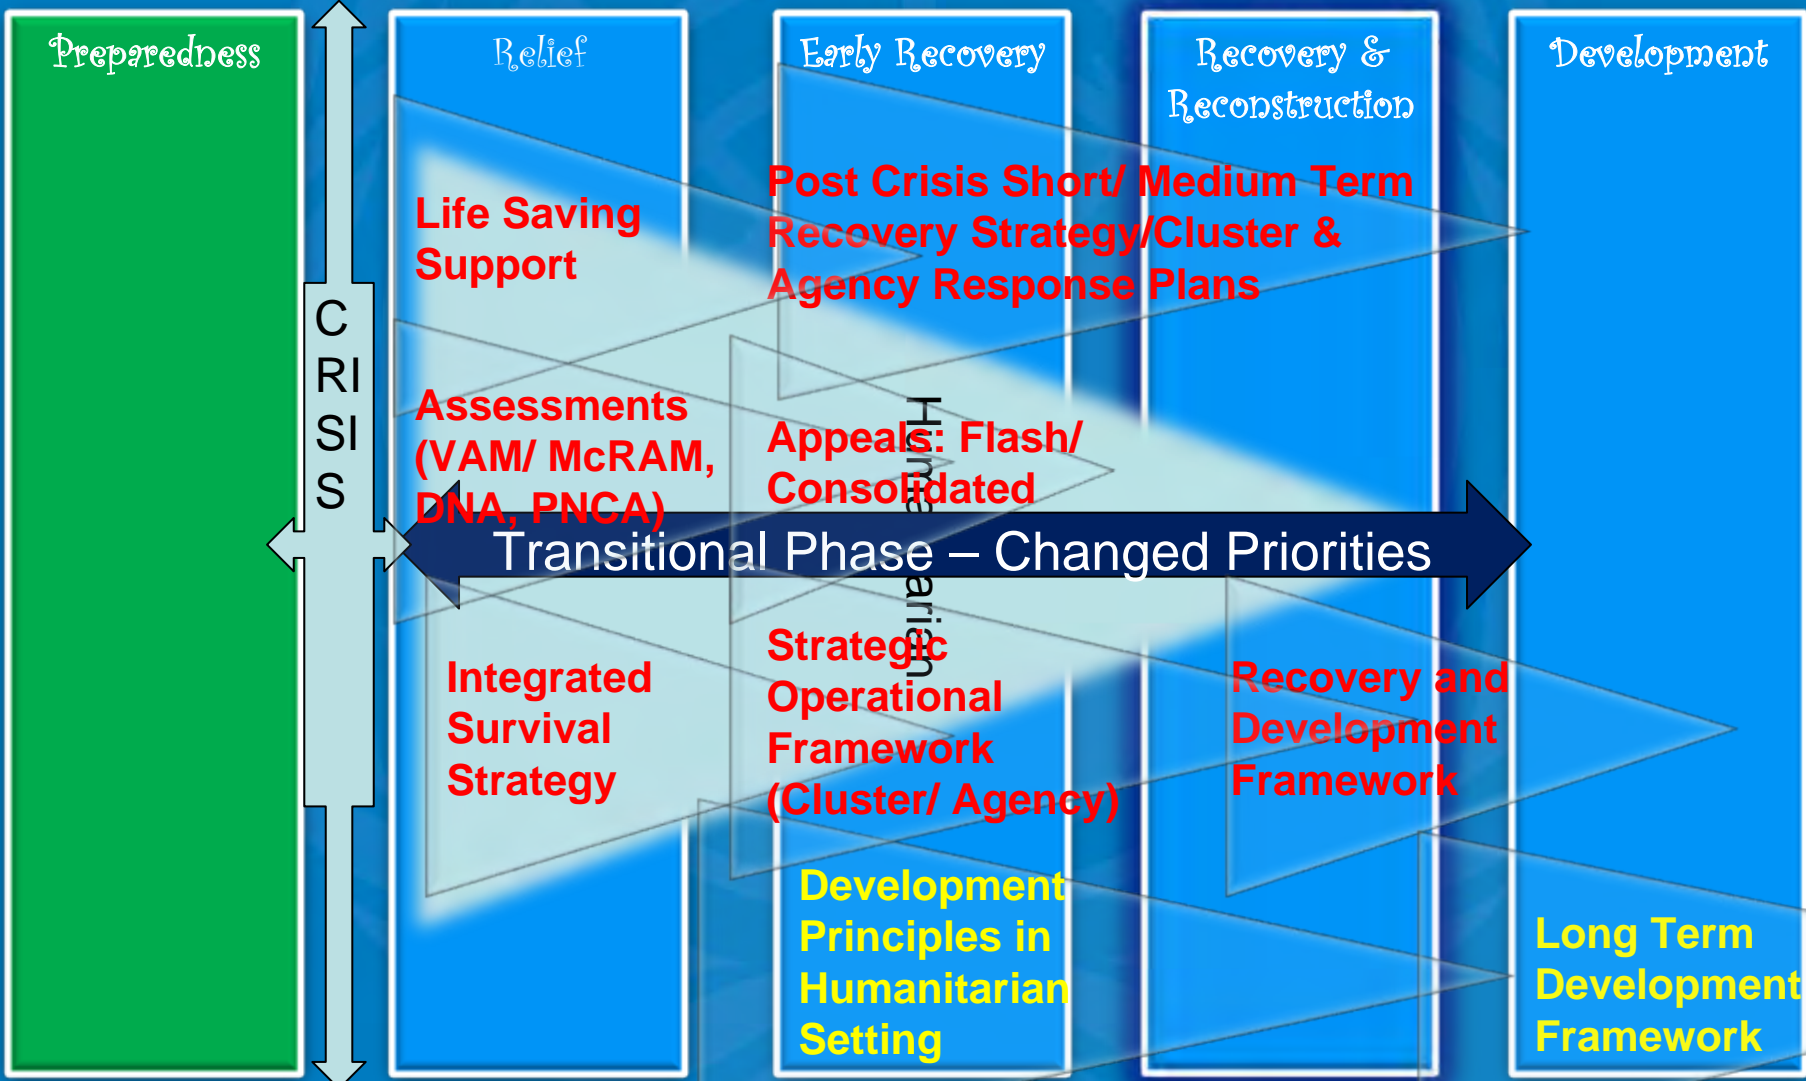 Preparedness
Relief
Early Recovery
Recovery &
Reconstruction
Development
C
RI
SI
S
Life Saving
Support
Post Crisis Short/ Medium Term
Recovery Strategy/Cluster &
Agency Response Plans
Assessments
(VAM/ McRAM,
DNA, PNCA)
Appeals: Flash/
Consolidated
Humanitarian
Transitional Phase – Changed Priorities
Integrated
Survival
Strategy
Strategic
Operational
Framework
(Cluster/ Agency)
Recovery and
Development
Framework
Development
Principles in
Humanitarian
Setting
Long Term
Development
Framework